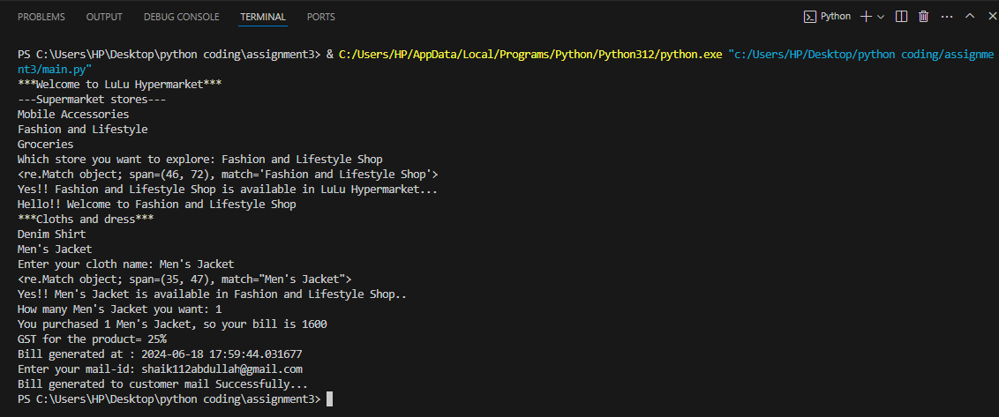 PROBLEMS OUTPUT DEBUG CONSOLE TERMINAL PORTS Python
PS C:\Users\HP\Desktop\python coding\assignment3> & C:/Users/HP/AppData/Local/Programs/Python/Python312/python.exe "c:/Users/HP/Desktop/python coding/assignme
nt3/main.py"
***Welcome to LuLu Hypermarket***
---Supermarket stores---
Mobile Accessories
Fashion and Lifestyle
Groceries
Which store you want to explore: Fashion and Lifestyle Shop
<re.Match object; span=(46, 72), match='Fashion and Lifestyle Shop'>
Yes!! Fashion and Lifestyle Shop is available in LuLu Hypermarket...
Hello!! Welcome to Fashion and Lifestyle Shop
***Cloths and dress***
Denim Shirt
Men's Jacket
Enter your cloth name: Men's Jacket
<re.Match object; span=(35, 47), match="Men's Jacket">
Yes!! Men's Jacket is available in Fashion and Lifestyle Shop..
How many Men's Jacket you want: 1
You purchased 1 Men's Jacket, so your bill is 1600
GST for the product= 25%
Bill generated at : 2024-06-18 17:59:44.031677
Enter your mail-id: shaik112abdullah@gmail.com
Bill generated to customer mail Successfully...
PS C:\Users\HP\Desktop\python coding\assignment3>